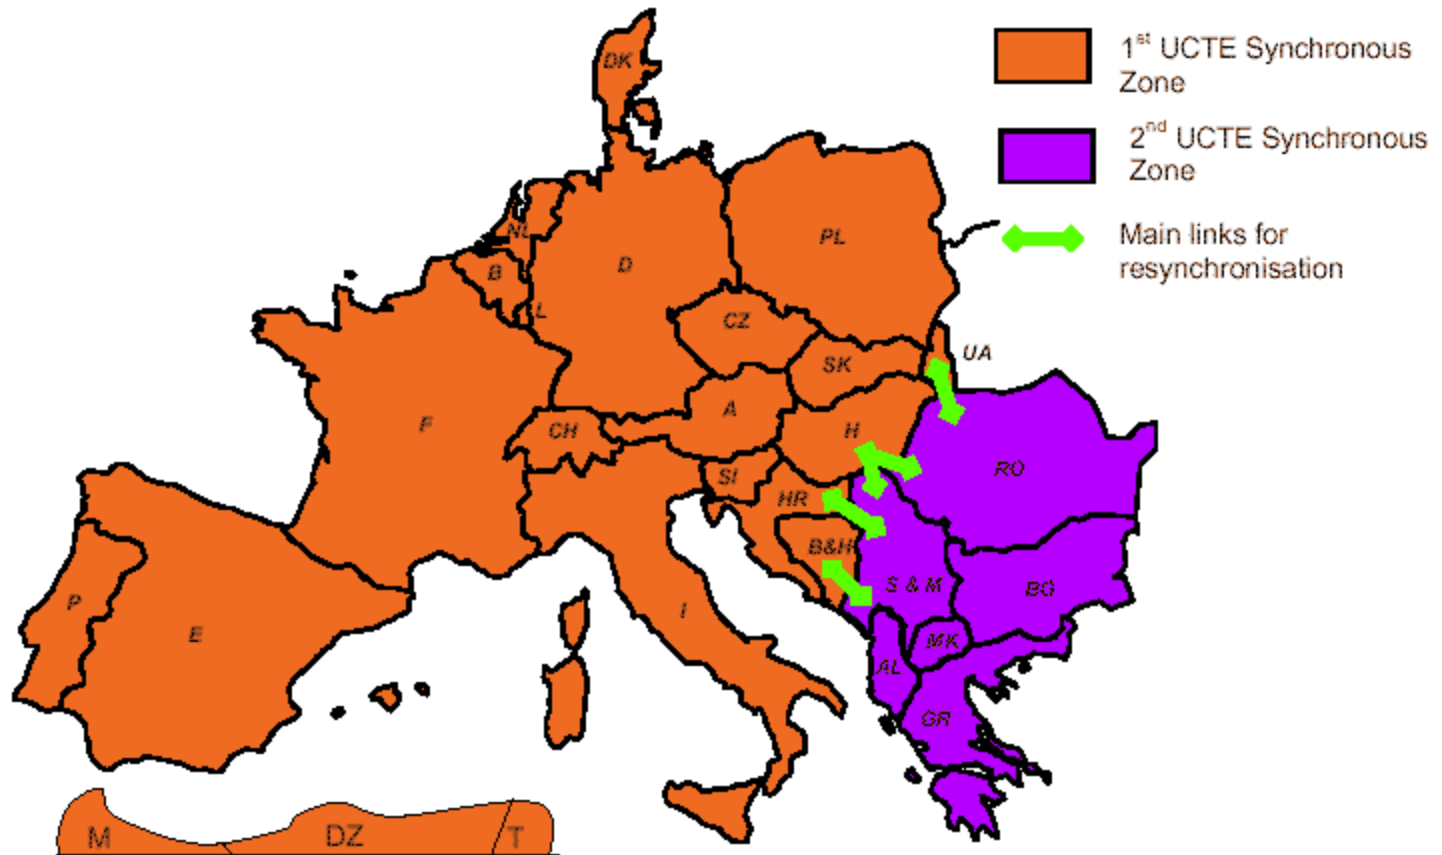 1st UCTE Synchronous
Zone
2nd UCTE Synchronous
Zone
Main links for
resynchronisation
DK
NL
B
L
D
PL
CZ
SK
UA
A
H
CH
F
SI
HR
RO
B&H
S & M
BG
P
E
I
MK
AL
GR
M
DZ
T